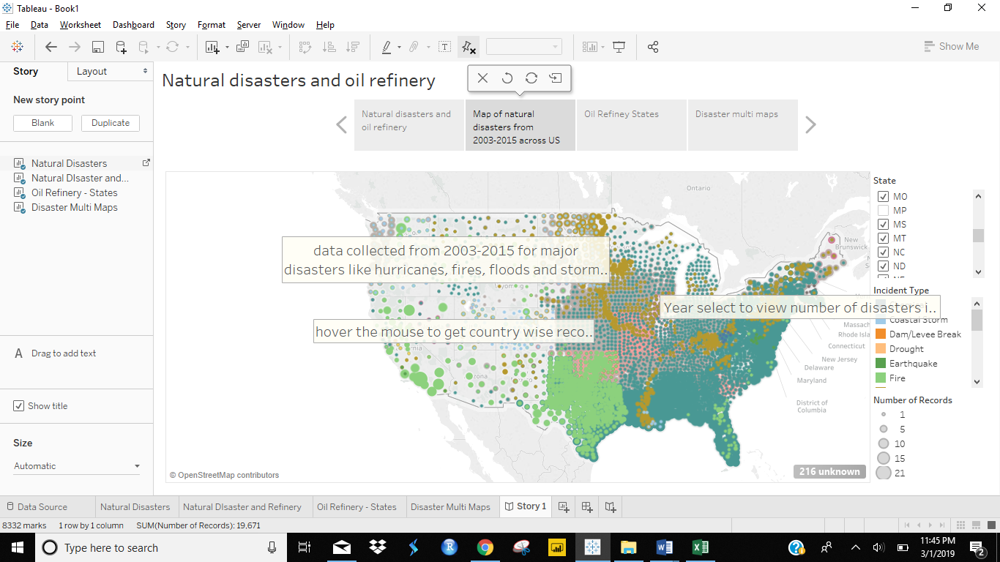 Tableau - Book1
File Data Worksheet Dashboard Story Format Server Window Help
Show Me
Story Layout
New story point
Blank Duplicate
Natural Disasters
Natural DIsaster and...
Oil Refinery - States
Disaster Multi Maps
A Drag to add text
Show title
Size
Automatic
Natural disasters and oil refinery
Natural disasters and
oil refinery
Map of natural
disasters from
2003-2015 across US
Oil Refiney States
Disaster multi maps
Ontario
New
Brunswick
data collected from 2003-2015 for major
disasters like hurricanes, fires, floods and storm..
Year select to view number of disasters i..
hover the mouse to get country wise reco..
Massach
Rhode Isla
Connecticut
New Jersey
Delaware
Maryland
District of
Columbia
© OpenStreetMap contributors
216 unknown
State
MO
MP
MS
MT
NC
ND
Incident Type
Coastal Storm
Dam/Levee Break
Drought
Earthquake
Fire
Number of Records
1
5
10
15
21
Data Source Natural Disasters Natural DIsaster and Refinery Oil Refinery - States Disaster Multi Maps Story 1
8332 marks 1 row by 1 column SUM(Number of Records): 19,671
Type here to search
11:45 PM
3/1/2019
2